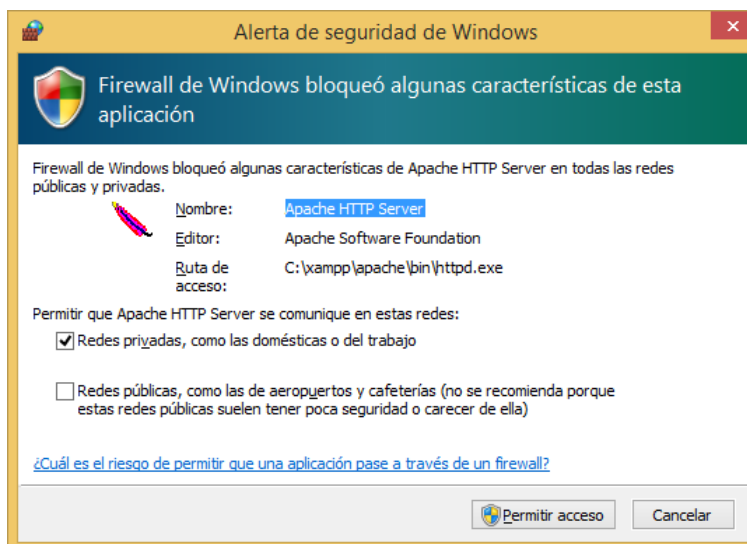 Alerta de seguridad de Windows
Firewall de Windows bloqueó algunas características de esta
aplicación
Firewall de Windows bloqueó algunas características de Apache HTTP Server en todas las redes
públicas y privadas.
Nombre: Apache HTTP Server
Editor: Apache Software Foundation
Ruta de C:\xampp\apache\bin\httpd.exe
acceso:
Permitir que Apache HTTP Server se comunique en estas redes:
Redes privadas, como las domésticas o del trabajo
Redes públicas, como las de aeropuertos y cafeterías (no se recomienda porque
estas redes públicas suelen tener poca seguridad o carecer de ella)
¿Cuál es el riesgo de permitir que una aplicación pase a través de un firewall?
Permitir acceso Cancelar